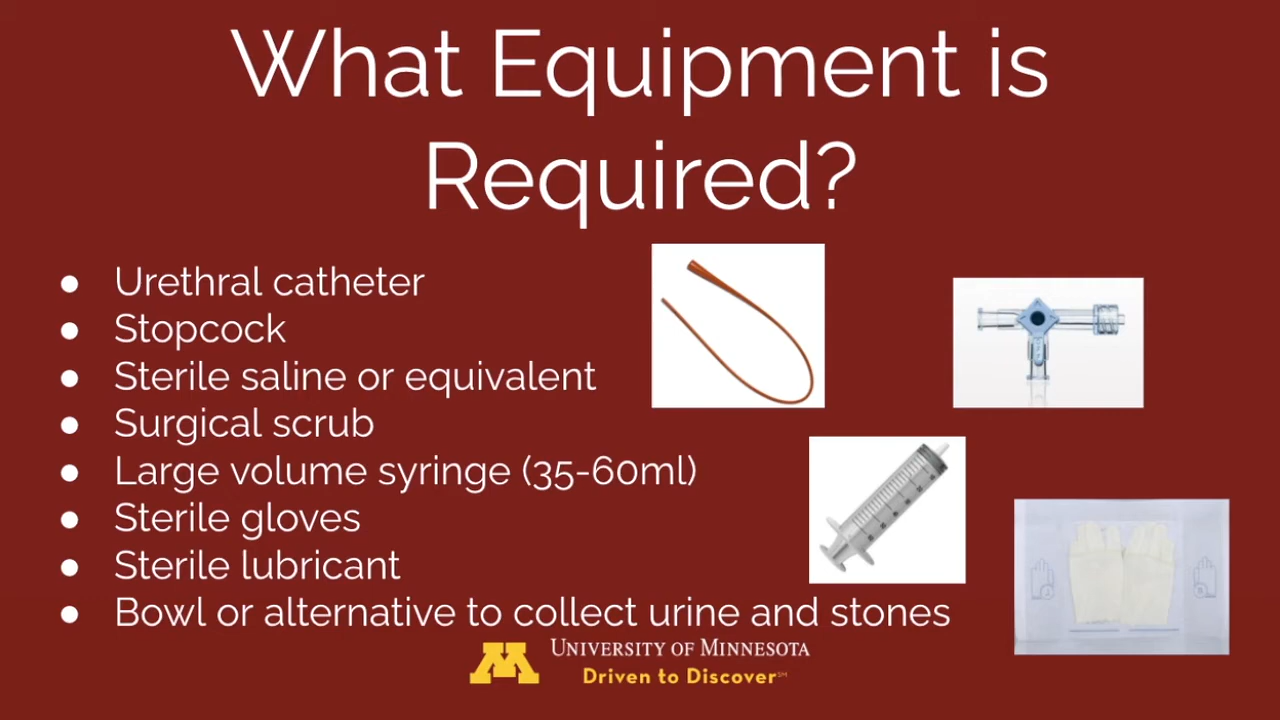 What Equipment is
Required?
● Urethral catheter
● Stopcock
● Sterile saline or equivalent
● Surgical scrub
● Large volume syringe (35-60ml)
● Sterile gloves
● Sterile lubricant
● Bowl or alternative to collect urine and stones
M
UNIVERSITY OF MINNESOTA
Driven to Discover℠